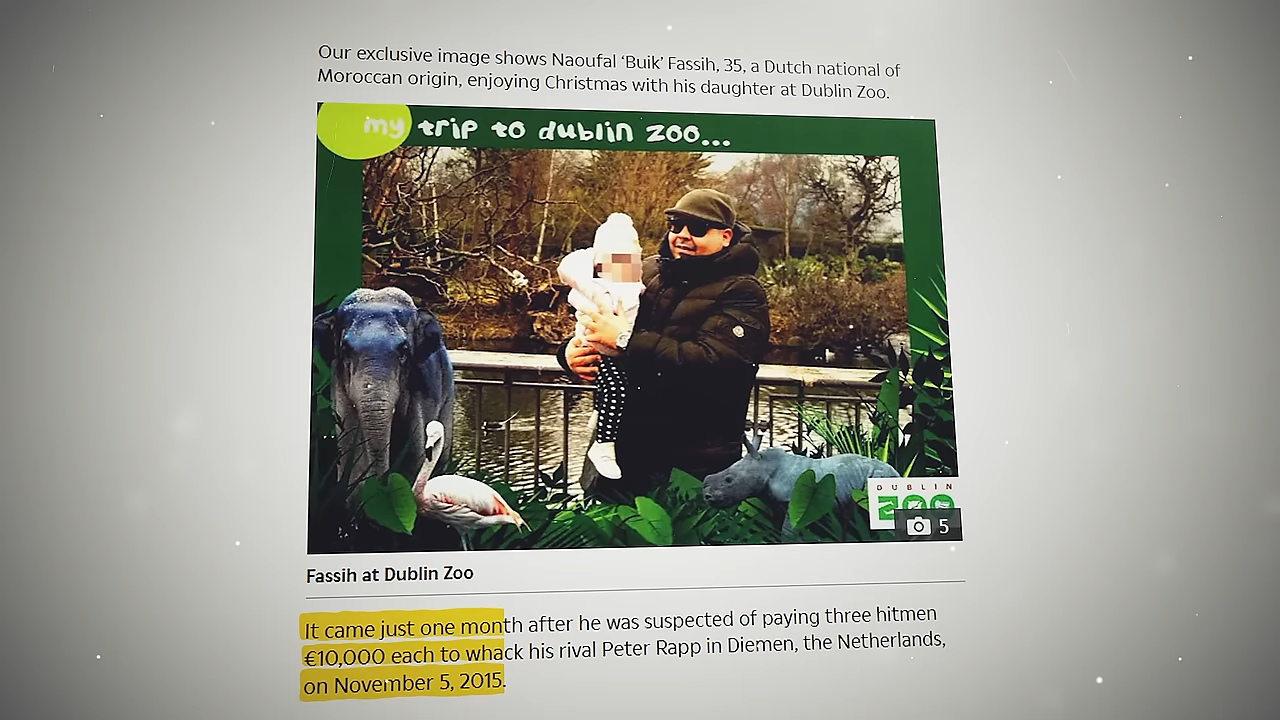 Our exclusive image shows Naoufal ‘Buik’ Fassih, 35, a Dutch national of
Moroccan origin, enjoying Christmas with his daughter at Dublin Zoo.
my trip to dublin zoo...
DUBLIN
ZOO
5
Fassih at Dublin Zoo
It came just one month after he was suspected of paying three hitmen
€10,000 each to whack his rival Peter Rapp in Diemen, the Netherlands,
on November 5, 2015.